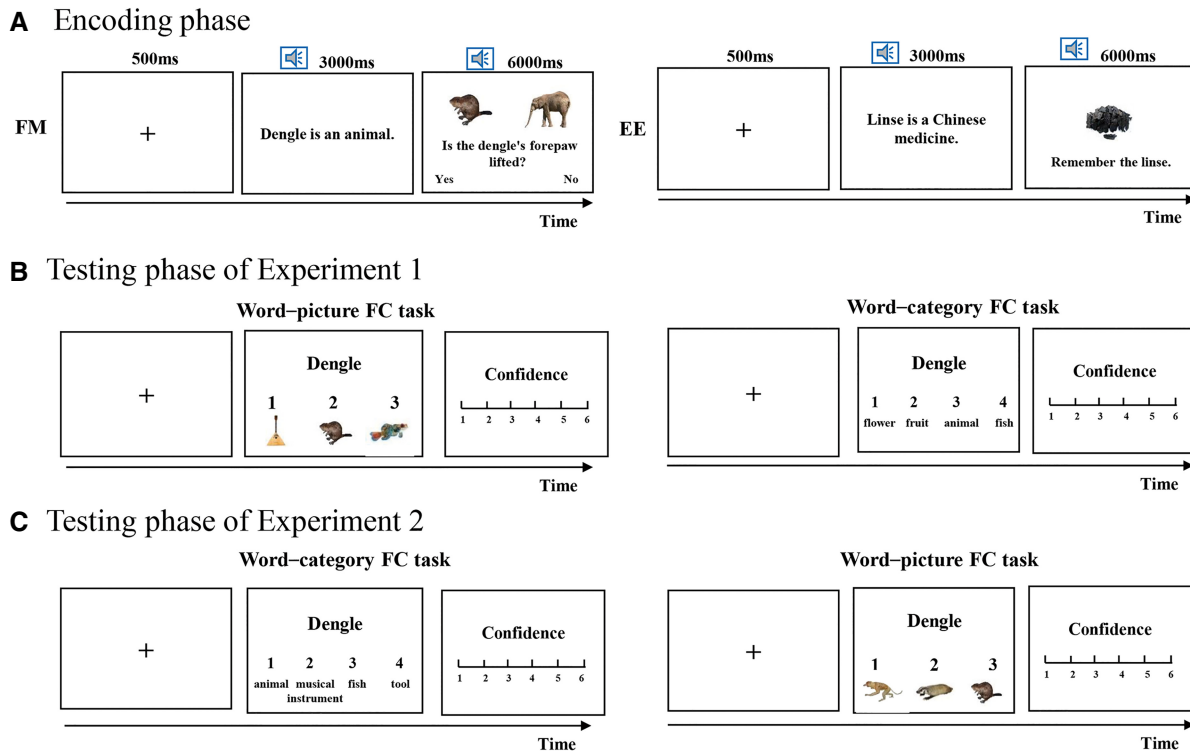 A Encoding phase
500ms 3000ms 6000ms
FM
+
Dengle is an animal.
Is the dengle's forepaw
lifted?
Yes No
Time
500ms 3000ms 6000ms
EE
+
Linse is a Chinese
medicine.
Remember the linse.
Time
B Testing phase of Experiment 1
Word–picture FC task
+
Dengle
1 2 3
Confidence
1 2 3 4 5 6
Time
Word–category FC task
+
Dengle
1 2 3 4
flower fruit animal fish
Confidence
1 2 3 4 5 6
Time
C Testing phase of Experiment 2
Word–category FC task
+
Dengle
1 2 3 4
animal musical fish tool
instrument
Confidence
1 2 3 4 5 6
Time
Word–picture FC task
+
Dengle
1 2 3
Confidence
1 2 3 4 5 6
Time